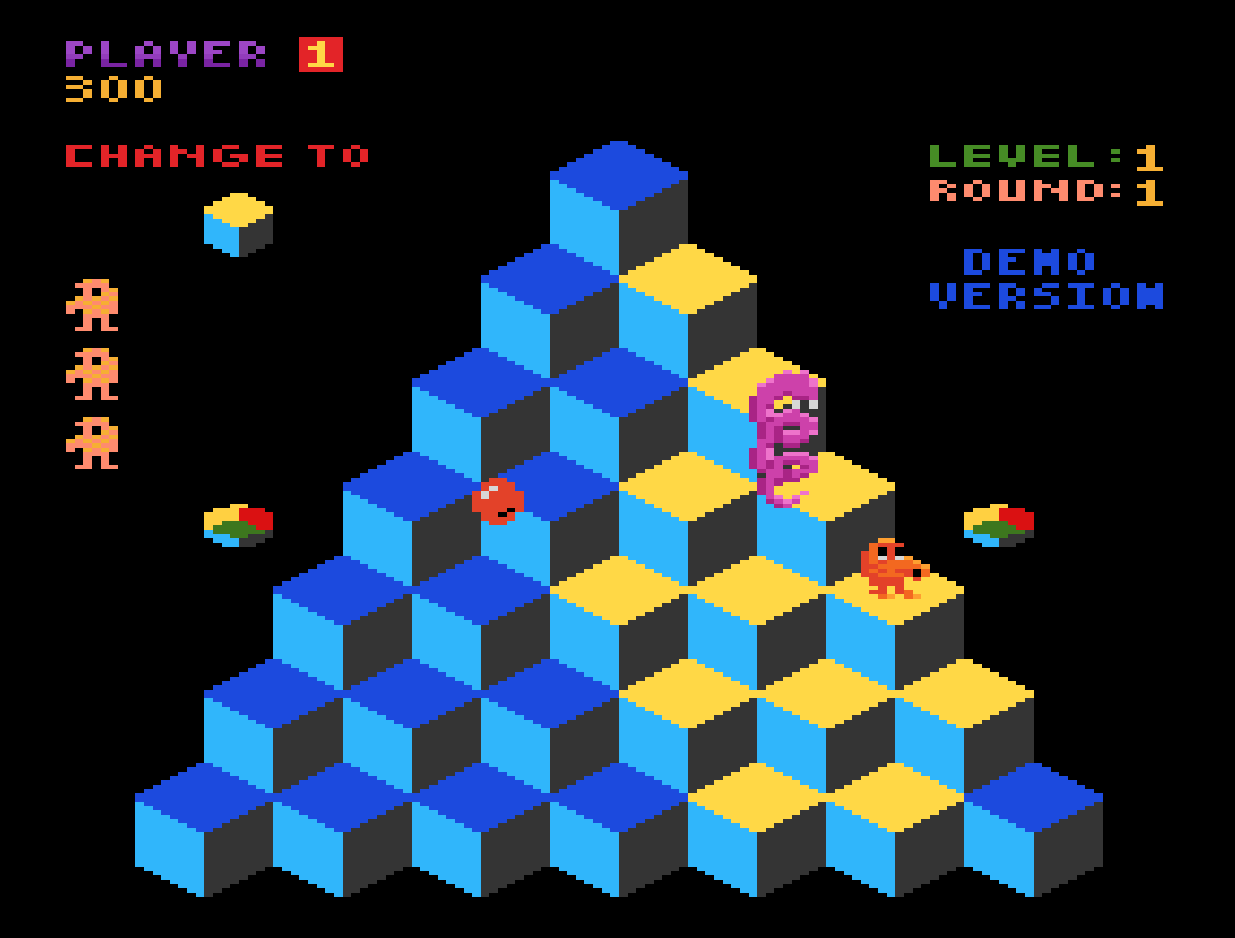 PLAYER 1
300
CHANGE TO
LEVEL:1
ROUND:1
DEMO
VERSION